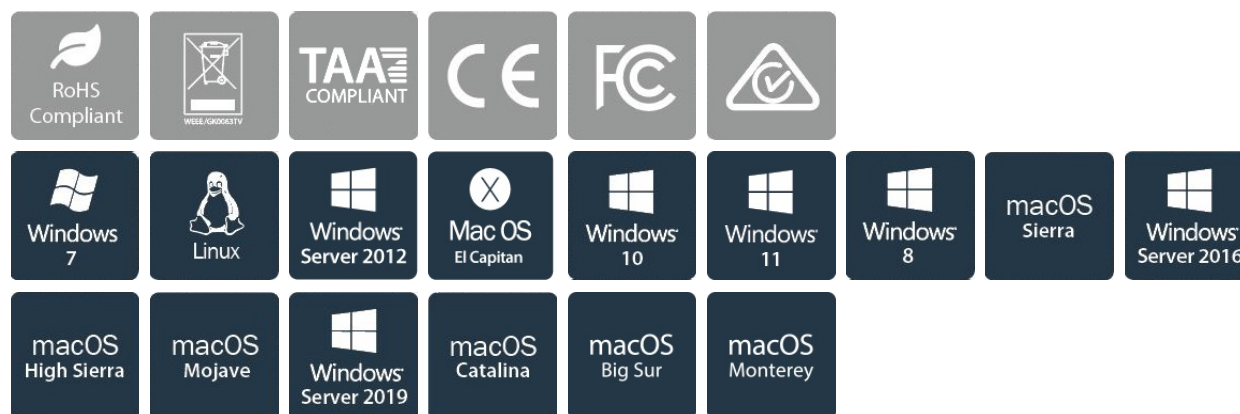 RoHS
Compliant
WEEE/GK0063TV
TAA
COMPLIANT
CE
FC
Windows
7
Linux
Windows
Server 2012
X
Mac OS
El Capitan
Windows
10
Windows
11
Windows
8
macOS
Sierra
Windows
Server 2016
macOS
High Sierra
macOS
Mojave
Windows
Server 2019
macOS
Catalina
macOS
Big Sur
macOS
Monterey